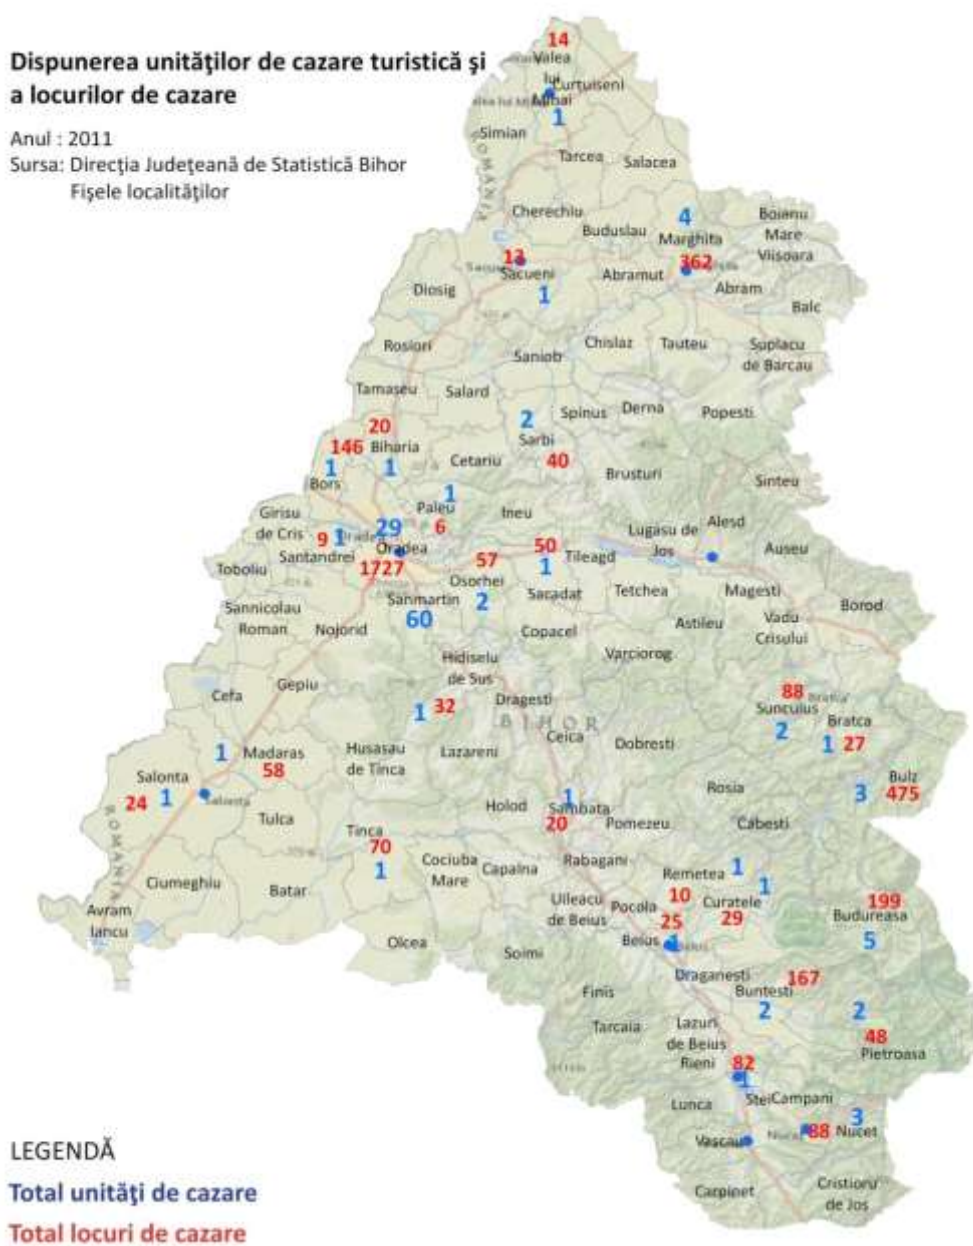 Dispunerea unităţilor de cazare turistică şi
a locurilor de cazare
Anul : 2011
Sursa: Direcţia Judeţeană de Statistică Bihor
Fişele localităţilor
14
Valea
lui
Curtuiseni
Mihai
1
Simian
ROMÂNIA
Tarcea
Salacea
Cherechiu
Buduslau
4
Marghita
Boianu
Mare
Viisoara
13
Sacueni
1
362
Abramut
Abram
Balc
Diosig
Rosiori
Saniob
Chislaz
Tauteu
Suplacu
de Barcau
Tamaseu
Salard
2
Spinus
Derna
Popesti
20
Sarbi
146
Biharia
40
1
1
Bors
Cetariu
Brusturi
Sinteu
1
Paleu
6
Ineu
Girisu
de Cris
9
1
29
Oradea
Lugasu de
Jos
Alesd
Santandrei
1727
57
50
1
Tileagd
Auseu
Toboliu
Osorhei
2
Sacadat
Tetchea
Magesti
Sannicolau
Roman
Sanmartin
60
Nojorid
Copacel
Astileu
Vadu
Crisului
Borod
Varciorog
Hidiselu
de Sus
Cefa
Gepiu
1
32
Dragesti
BIHOR
88
Bratca
Suncuius
2
Bratca
1
27
Ceica
Dobresti
1
Madaras
58
Husasau
de Tinca
Lazareni
Salonta
24
1
Salonta
ROMÂNIA
Tulca
Holod
1
Sambata
20
Pomezeu
Rosia
Cabesti
3
Bulz
475
Tinca
70
1
Cociuba
Mare
Capalna
Rabagani
Remetea
1
1
Ciumeghiu
Batar
Uileacu
de Beius
Pocola
10
Curatele
29
199
Budureasa
5
Avram
Iancu
Olcea
Soimi
25
Beius
1
Beius
Draganesti
167
Buntesti
2
2
48
Pietroasa
Finis
Tarcaia
Lazuri
de Beius
Rieni
82
1
Stei
Campani
Lunca
3
Nucet
88
Nucet
Vascau
Carpinet
Cristioru
de Jos
LEGENDĂ
Total unităţi de cazare
Total locuri de cazare